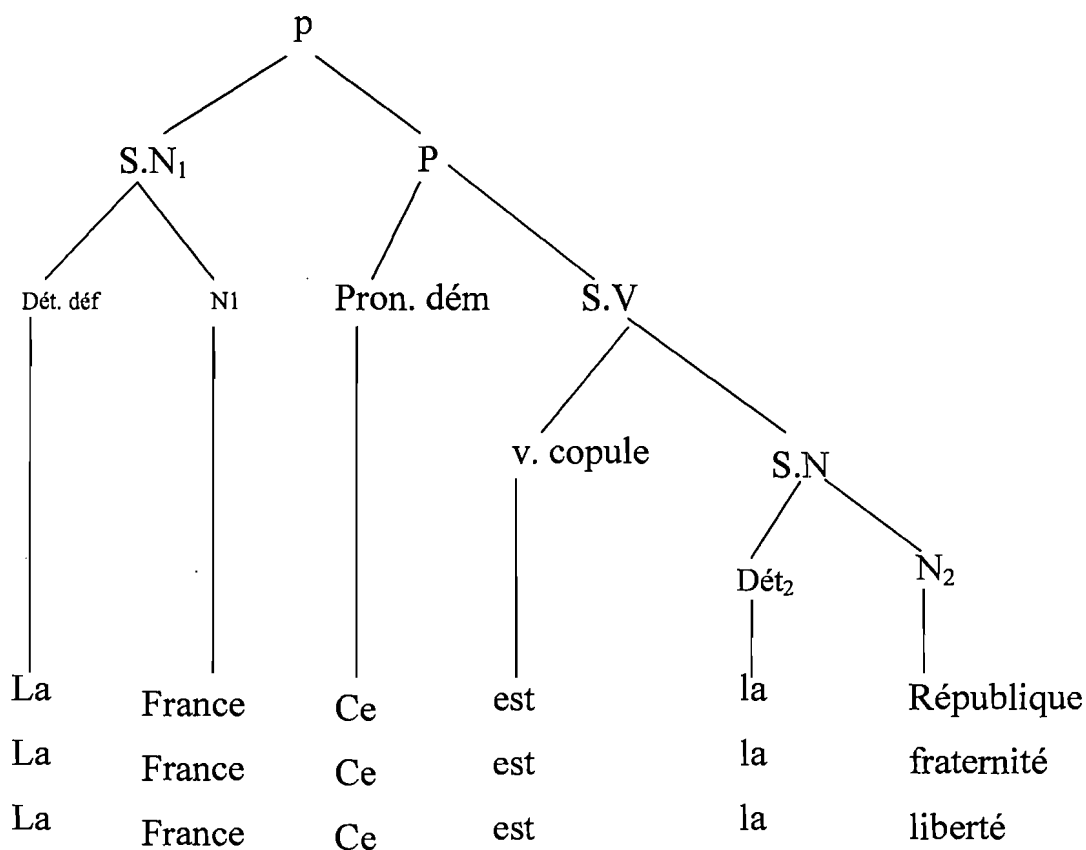 p
S.N₁ P
Dét. déf N1 Pron. dém S.V
v. copule S.N
Dét₂ N₂
La France Ce est la République
La France Ce est la fraternité
La France Ce est la liberté